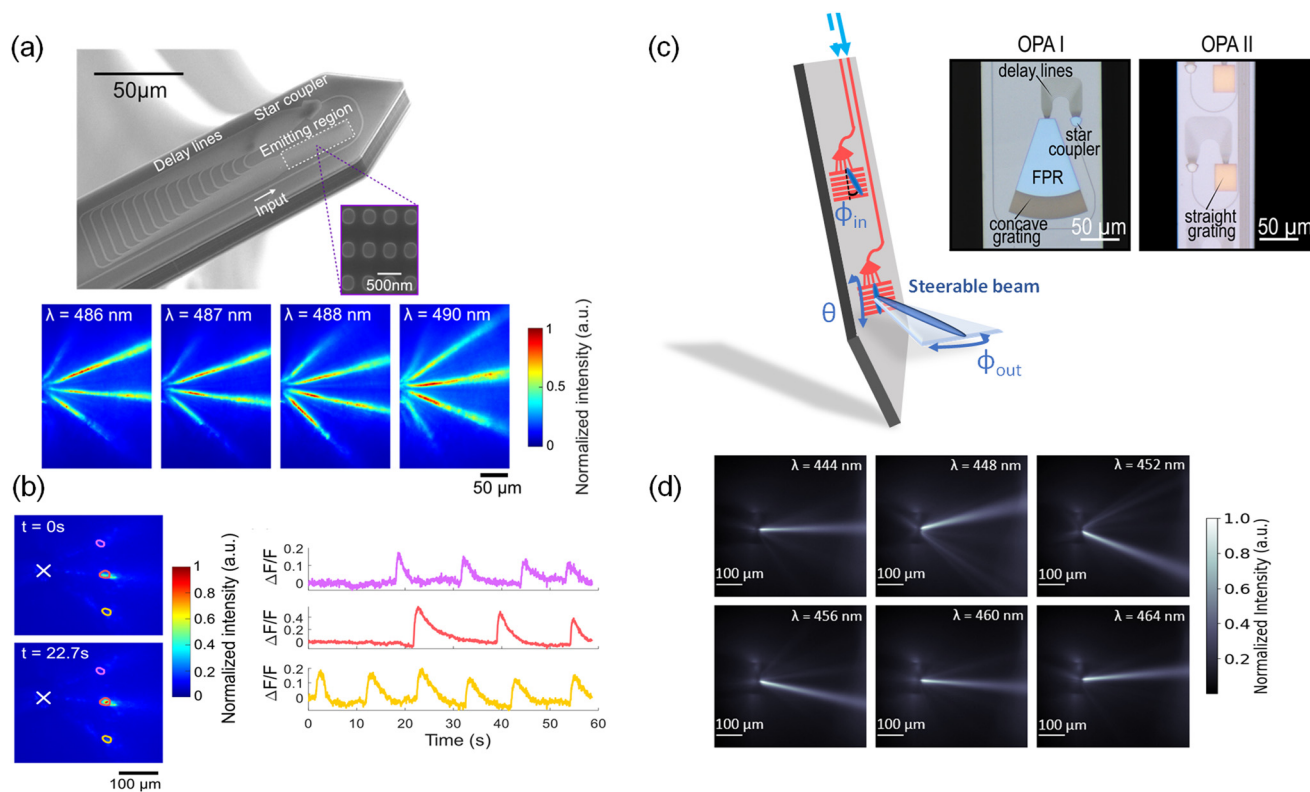 (a)
50μm
Delay lines
Star coupler
Emitting region
Input
500nm
λ = 486 nm
λ = 487 nm
λ = 488 nm
λ = 490 nm
1
0.5
0
Normalized intensity (a.u.)
50 μm
(b)
t = 0s
t = 22.7s
1
0.8
0.6
0.4
0.2
0
Normalized intensity (a.u.)
100 μm
ΔF/F
0.2
0.1
0
ΔF/F
0.4
0.2
0
ΔF/F
0.2
0.1
0
0 10 20 30 40 50 60
Time (s)
(c)
ϕin
θ
Steerable beam
ϕout
OPA I
delay lines
star
coupler
FPR
concave
grating
50 μm
OPA II
straight
grating
50 μm
(d)
λ = 444 nm
100 μm
λ = 448 nm
100 μm
λ = 452 nm
100 μm
λ = 456 nm
100 μm
λ = 460 nm
100 μm
λ = 464 nm
100 μm
1.0
0.8
0.6
0.4
0.2
Normalized Intensity (a.u.)